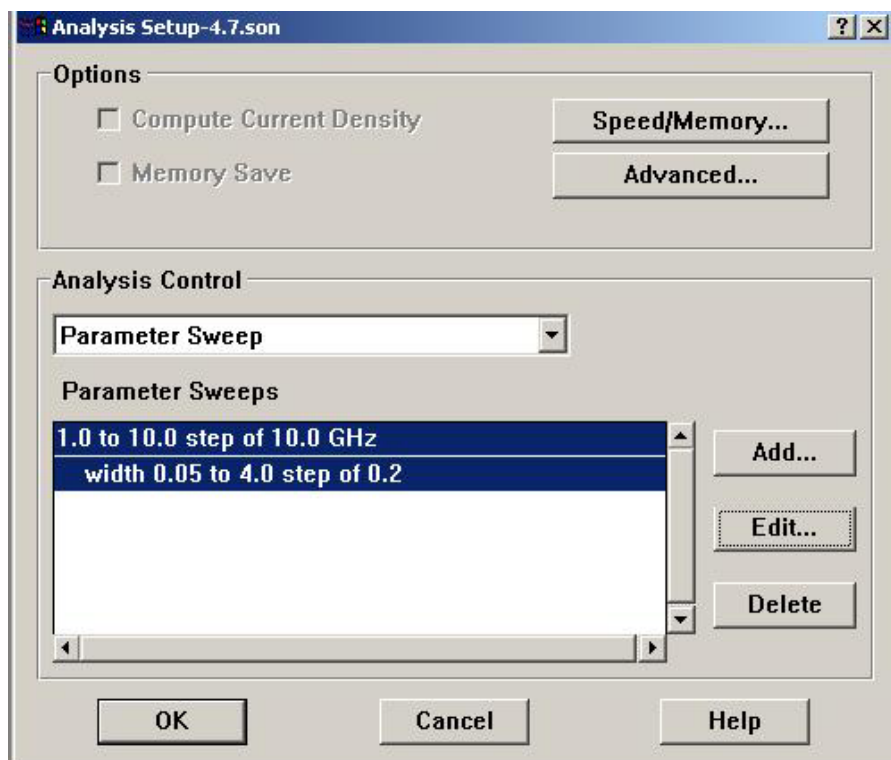 Analysis Setup-4.7.son
Options
Compute Current Density
Speed/Memory...
Memory Save
Advanced...
Analysis Control
Parameter Sweep
Parameter Sweeps
1.0 to 10.0 step of 10.0 GHz
width 0.05 to 4.0 step of 0.2
Add...
Edit...
Delete
OK
Cancel
Help